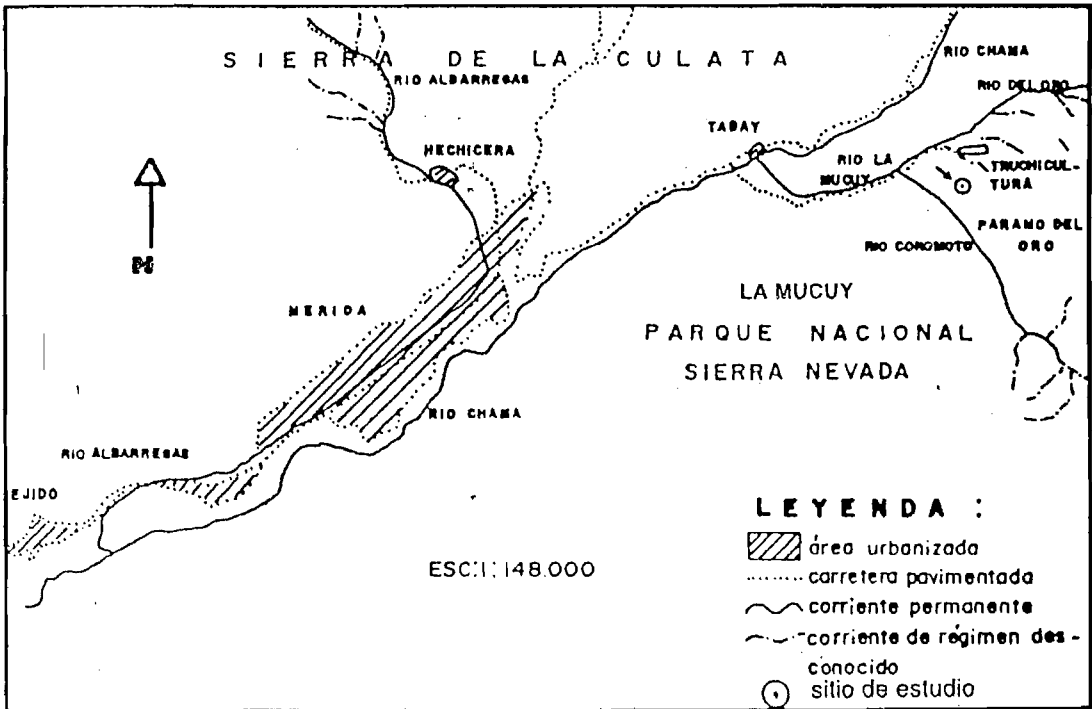 SIERRA DE LA CULATA
RIO ALBARREGAS
RIO CHAMA
RIO DEL ORO
TABAY
HECHICERA
RIO LA
MUCUY
TRUCHICUL-
TURA
PARAMO DEL
ORO
RIO COROMOTO
N
MERIDA
LA MUCUY
PARQUE NACIONAL
SIERRA NEVADA
RIO CHAMA
RIO ALBARREGAS
EJIDO
ESC:1:148.000
LEYENDA :
área urbanizada
carretera pavimentada
corriente permanente
corriente de régimen des-
conocido
sitio de estudio